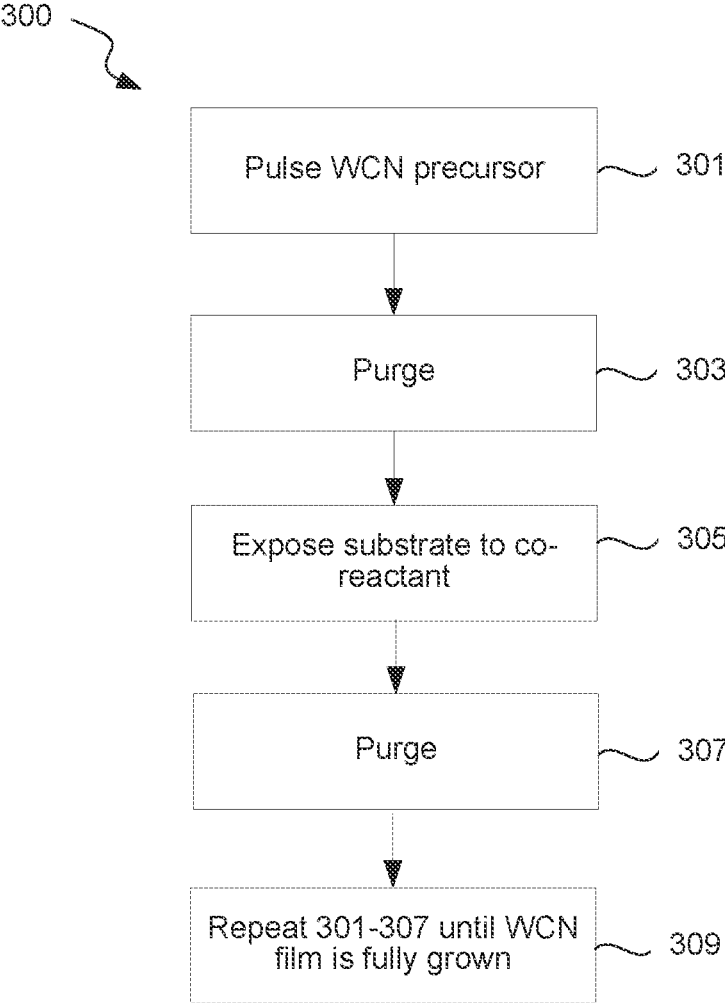 300
Pulse WCN precursor
301
Purge
303
Expose substrate to co-
reactant
305
Purge
307
Repeat 301-307 until WCN
film is fully grown
309